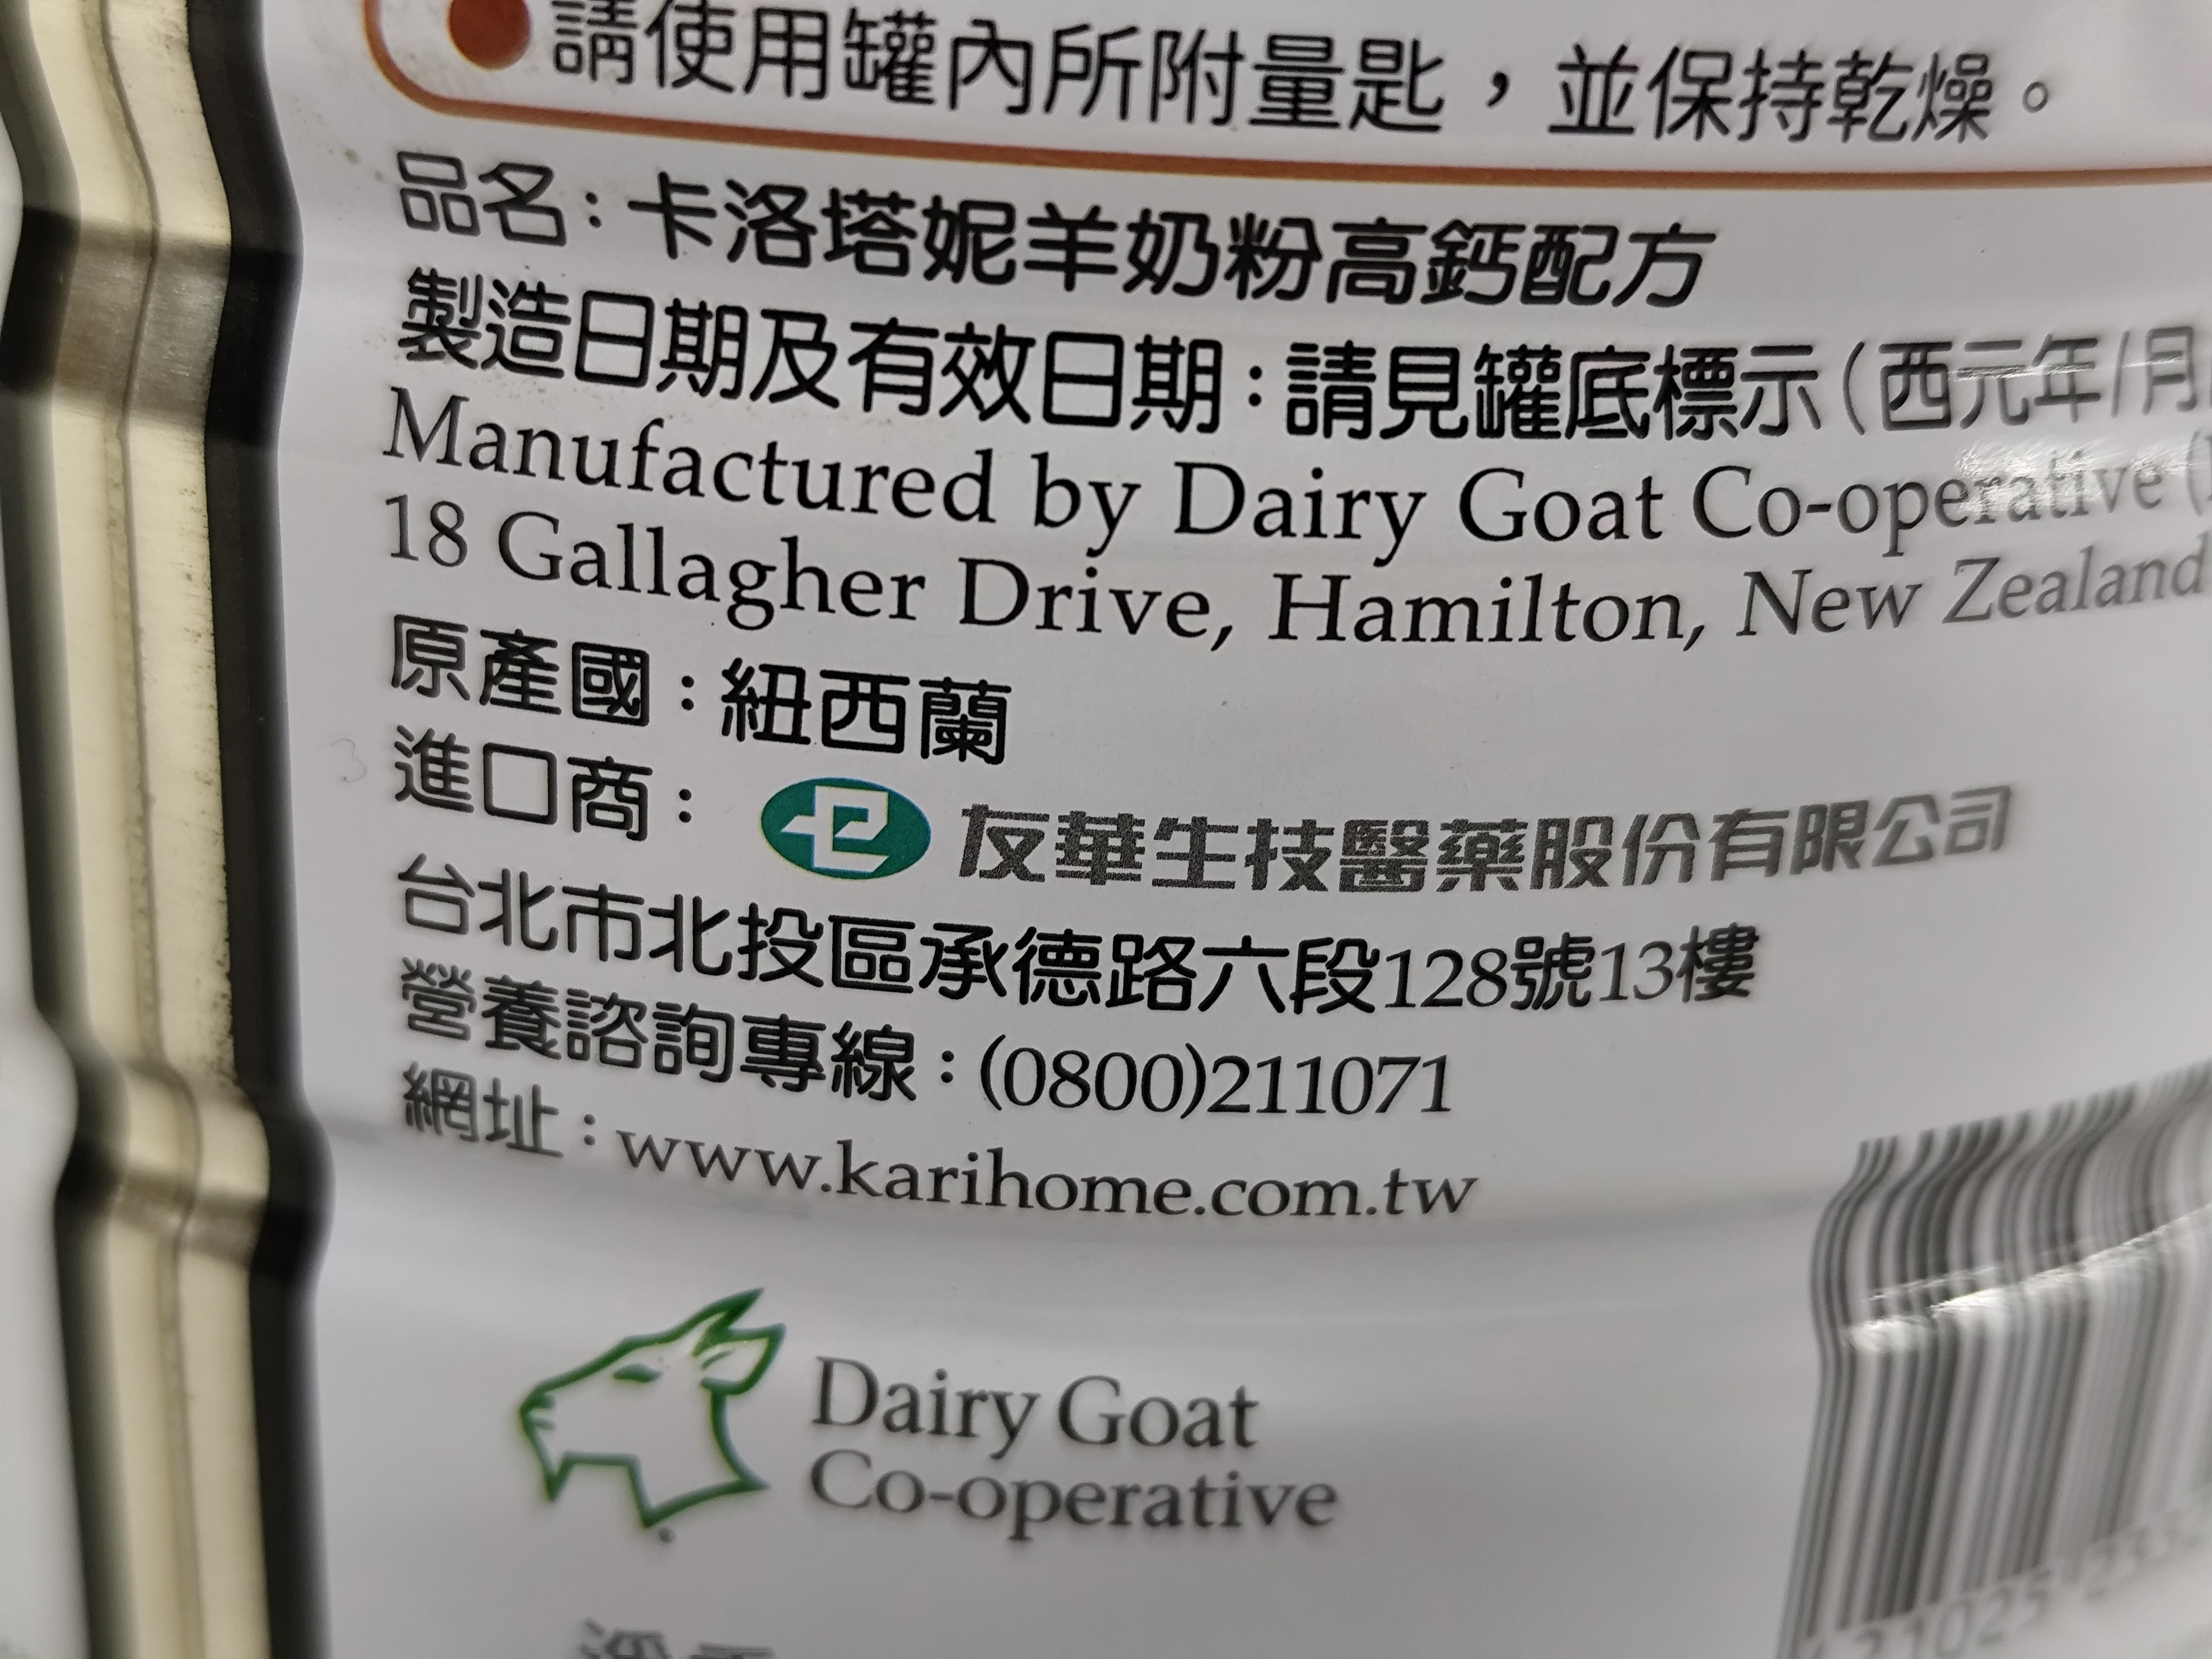 請使用罐內所附量匙，並保持乾燥。
品名：卡洛塔妮羊奶粉高鈣配方
製造日期及有效日期：請見罐底標示(西元年/月
Manufactured by Dairy Goat Co-operative (
18 Gallagher Drive, Hamilton, New Zealand
原產國：紐西蘭
進口商：友華生技醫藥股份有限公司
台北市北投區承德路六段128號13樓
營養諮詢專線：(0800)211071
網址：www.karihome.com.tw
Dairy Goat
Co-operative